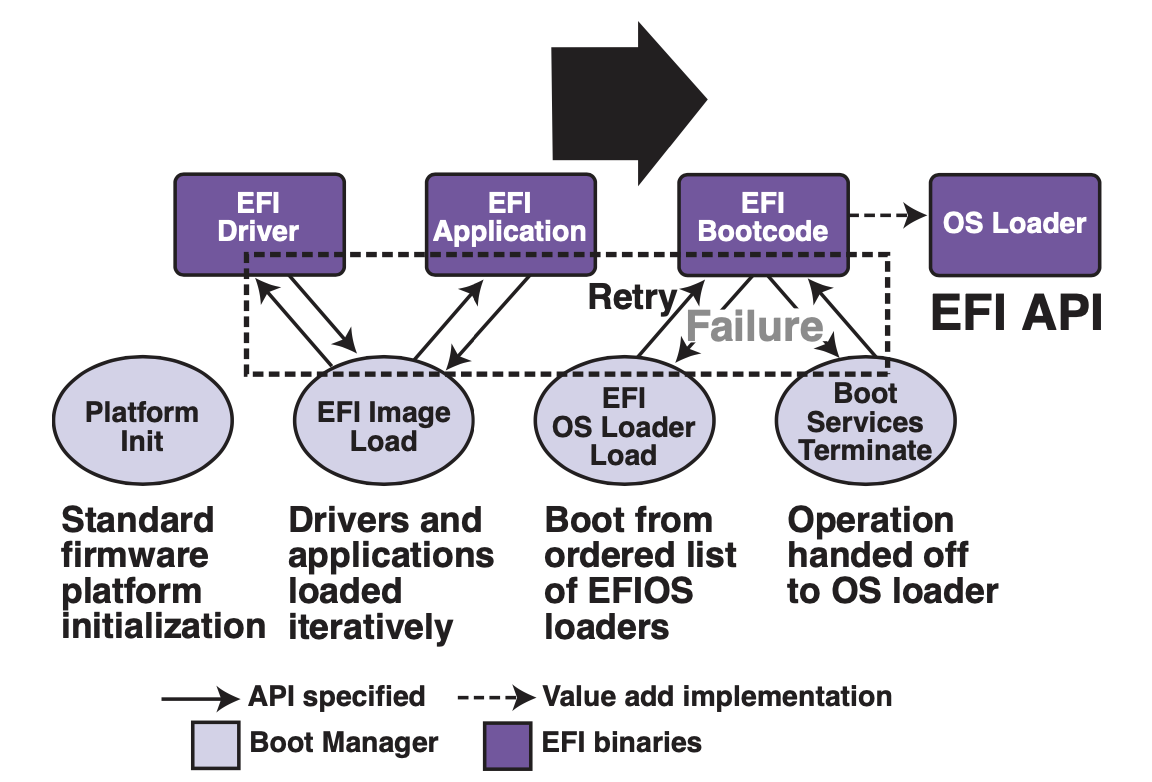 EFI
Driver
EFI
Application
EFI
Bootcode
OS Loader
Retry
Failure
EFI API
Platform
Init
EFI Image
Load
EFI
OS Loader
Load
Boot
Services
Terminate
Standard
firmware
platform
initialization
Drivers and
applications
loaded
iteratively
Boot from
ordered list
of EFIOS
loaders
Operation
handed off
to OS loader
API specified
Value add implementation
Boot Manager
EFI binaries